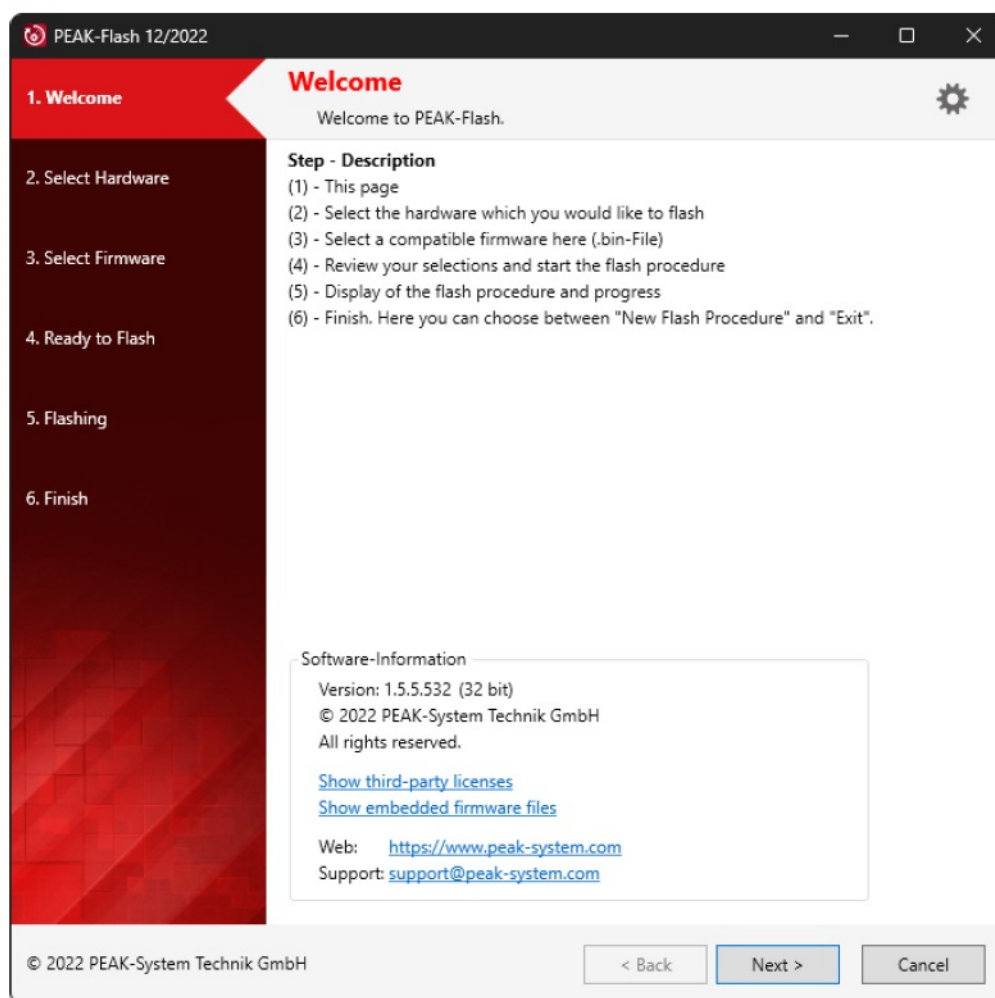 PEAK-Flash 12/2022
1. Welcome
2. Select Hardware
3. Select Firmware
4. Ready to Flash
5. Flashing
6. Finish
Welcome
Welcome to PEAK-Flash.
Step - Description
(1) - This page
(2) - Select the hardware which you would like to flash
(3) - Select a compatible firmware here (.bin-File)
(4) - Review your selections and start the flash procedure
(5) - Display of the flash procedure and progress
(6) - Finish. Here you can choose between "New Flash Procedure" and "Exit".
Software-Information
Version: 1.5.5.532 (32 bit)
© 2022 PEAK-System Technik GmbH
All rights reserved.
Show third-party licenses
Show embedded firmware files
Web: https://www.peak-system.com
Support: support@peak-system.com
© 2022 PEAK-System Technik GmbH
< Back
Next >
Cancel